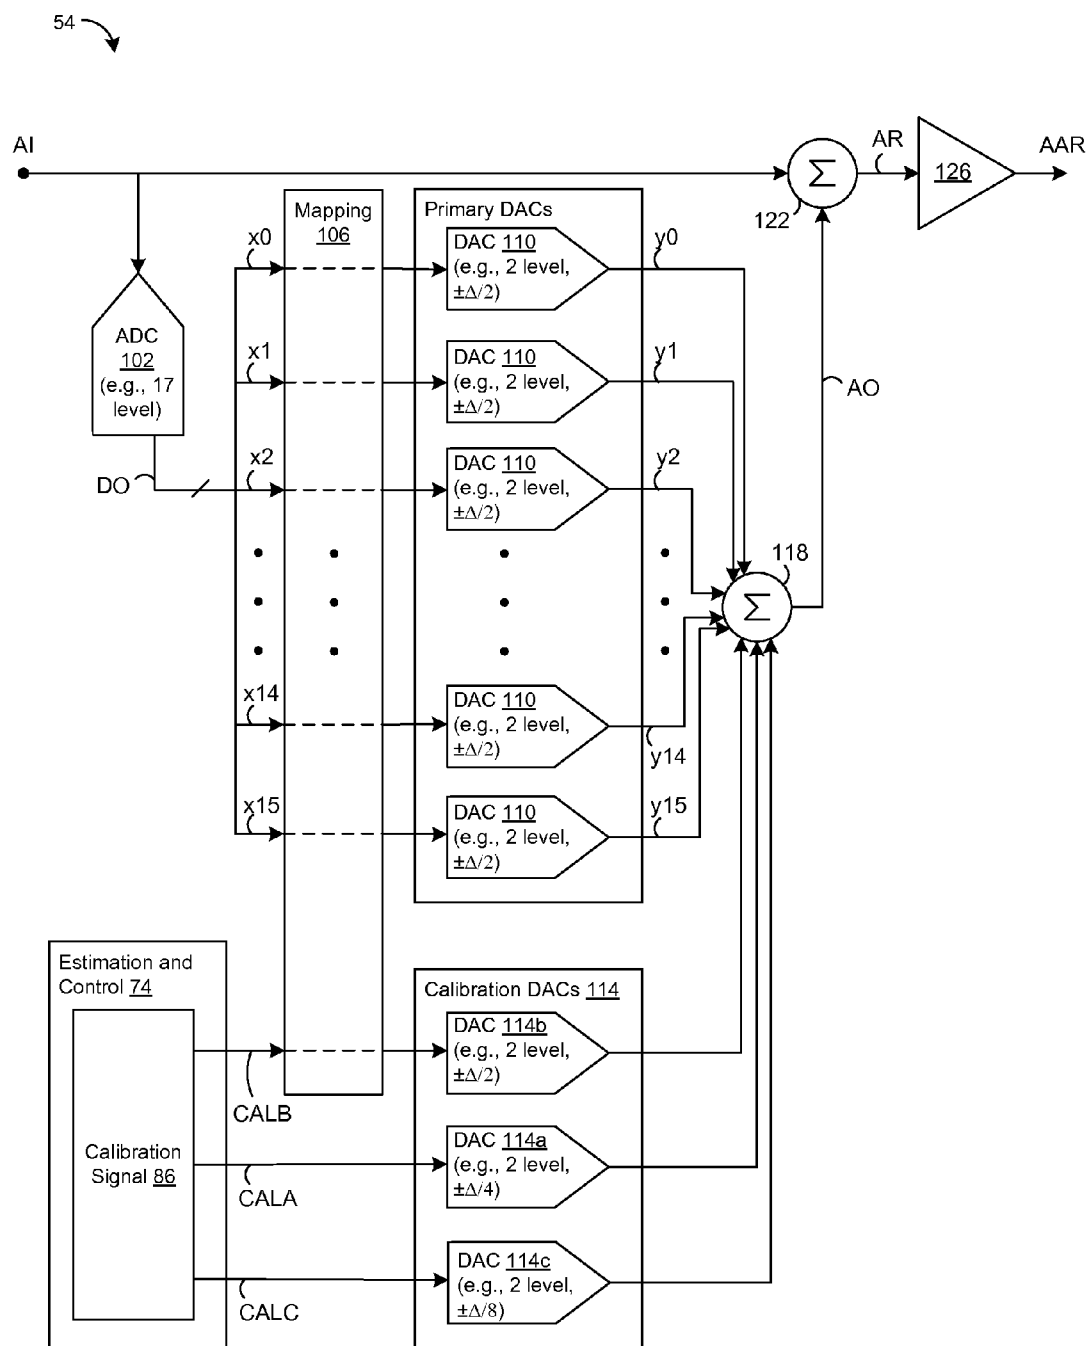 54
AI
AR
AAR
126
Σ
122
Mapping
106
Primary DACs
x0
DAC 110
(e.g., 2 level,
±Δ/2)
y0
ADC
102
(e.g., 17
level)
x1
DAC 110
(e.g., 2 level,
±Δ/2)
y1
AO
DO
x2
DAC 110
(e.g., 2 level,
±Δ/2)
y2
118
Σ
x14
DAC 110
(e.g., 2 level,
±Δ/2)
y14
x15
DAC 110
(e.g., 2 level,
±Δ/2)
y15
Estimation and
Control 74
Calibration DACs 114
DAC 114b
(e.g., 2 level,
±Δ/2)
CALB
Calibration
Signal 86
DAC 114a
(e.g., 2 level,
±Δ/4)
CALA
DAC 114c
(e.g., 2 level,
±Δ/8)
CALC